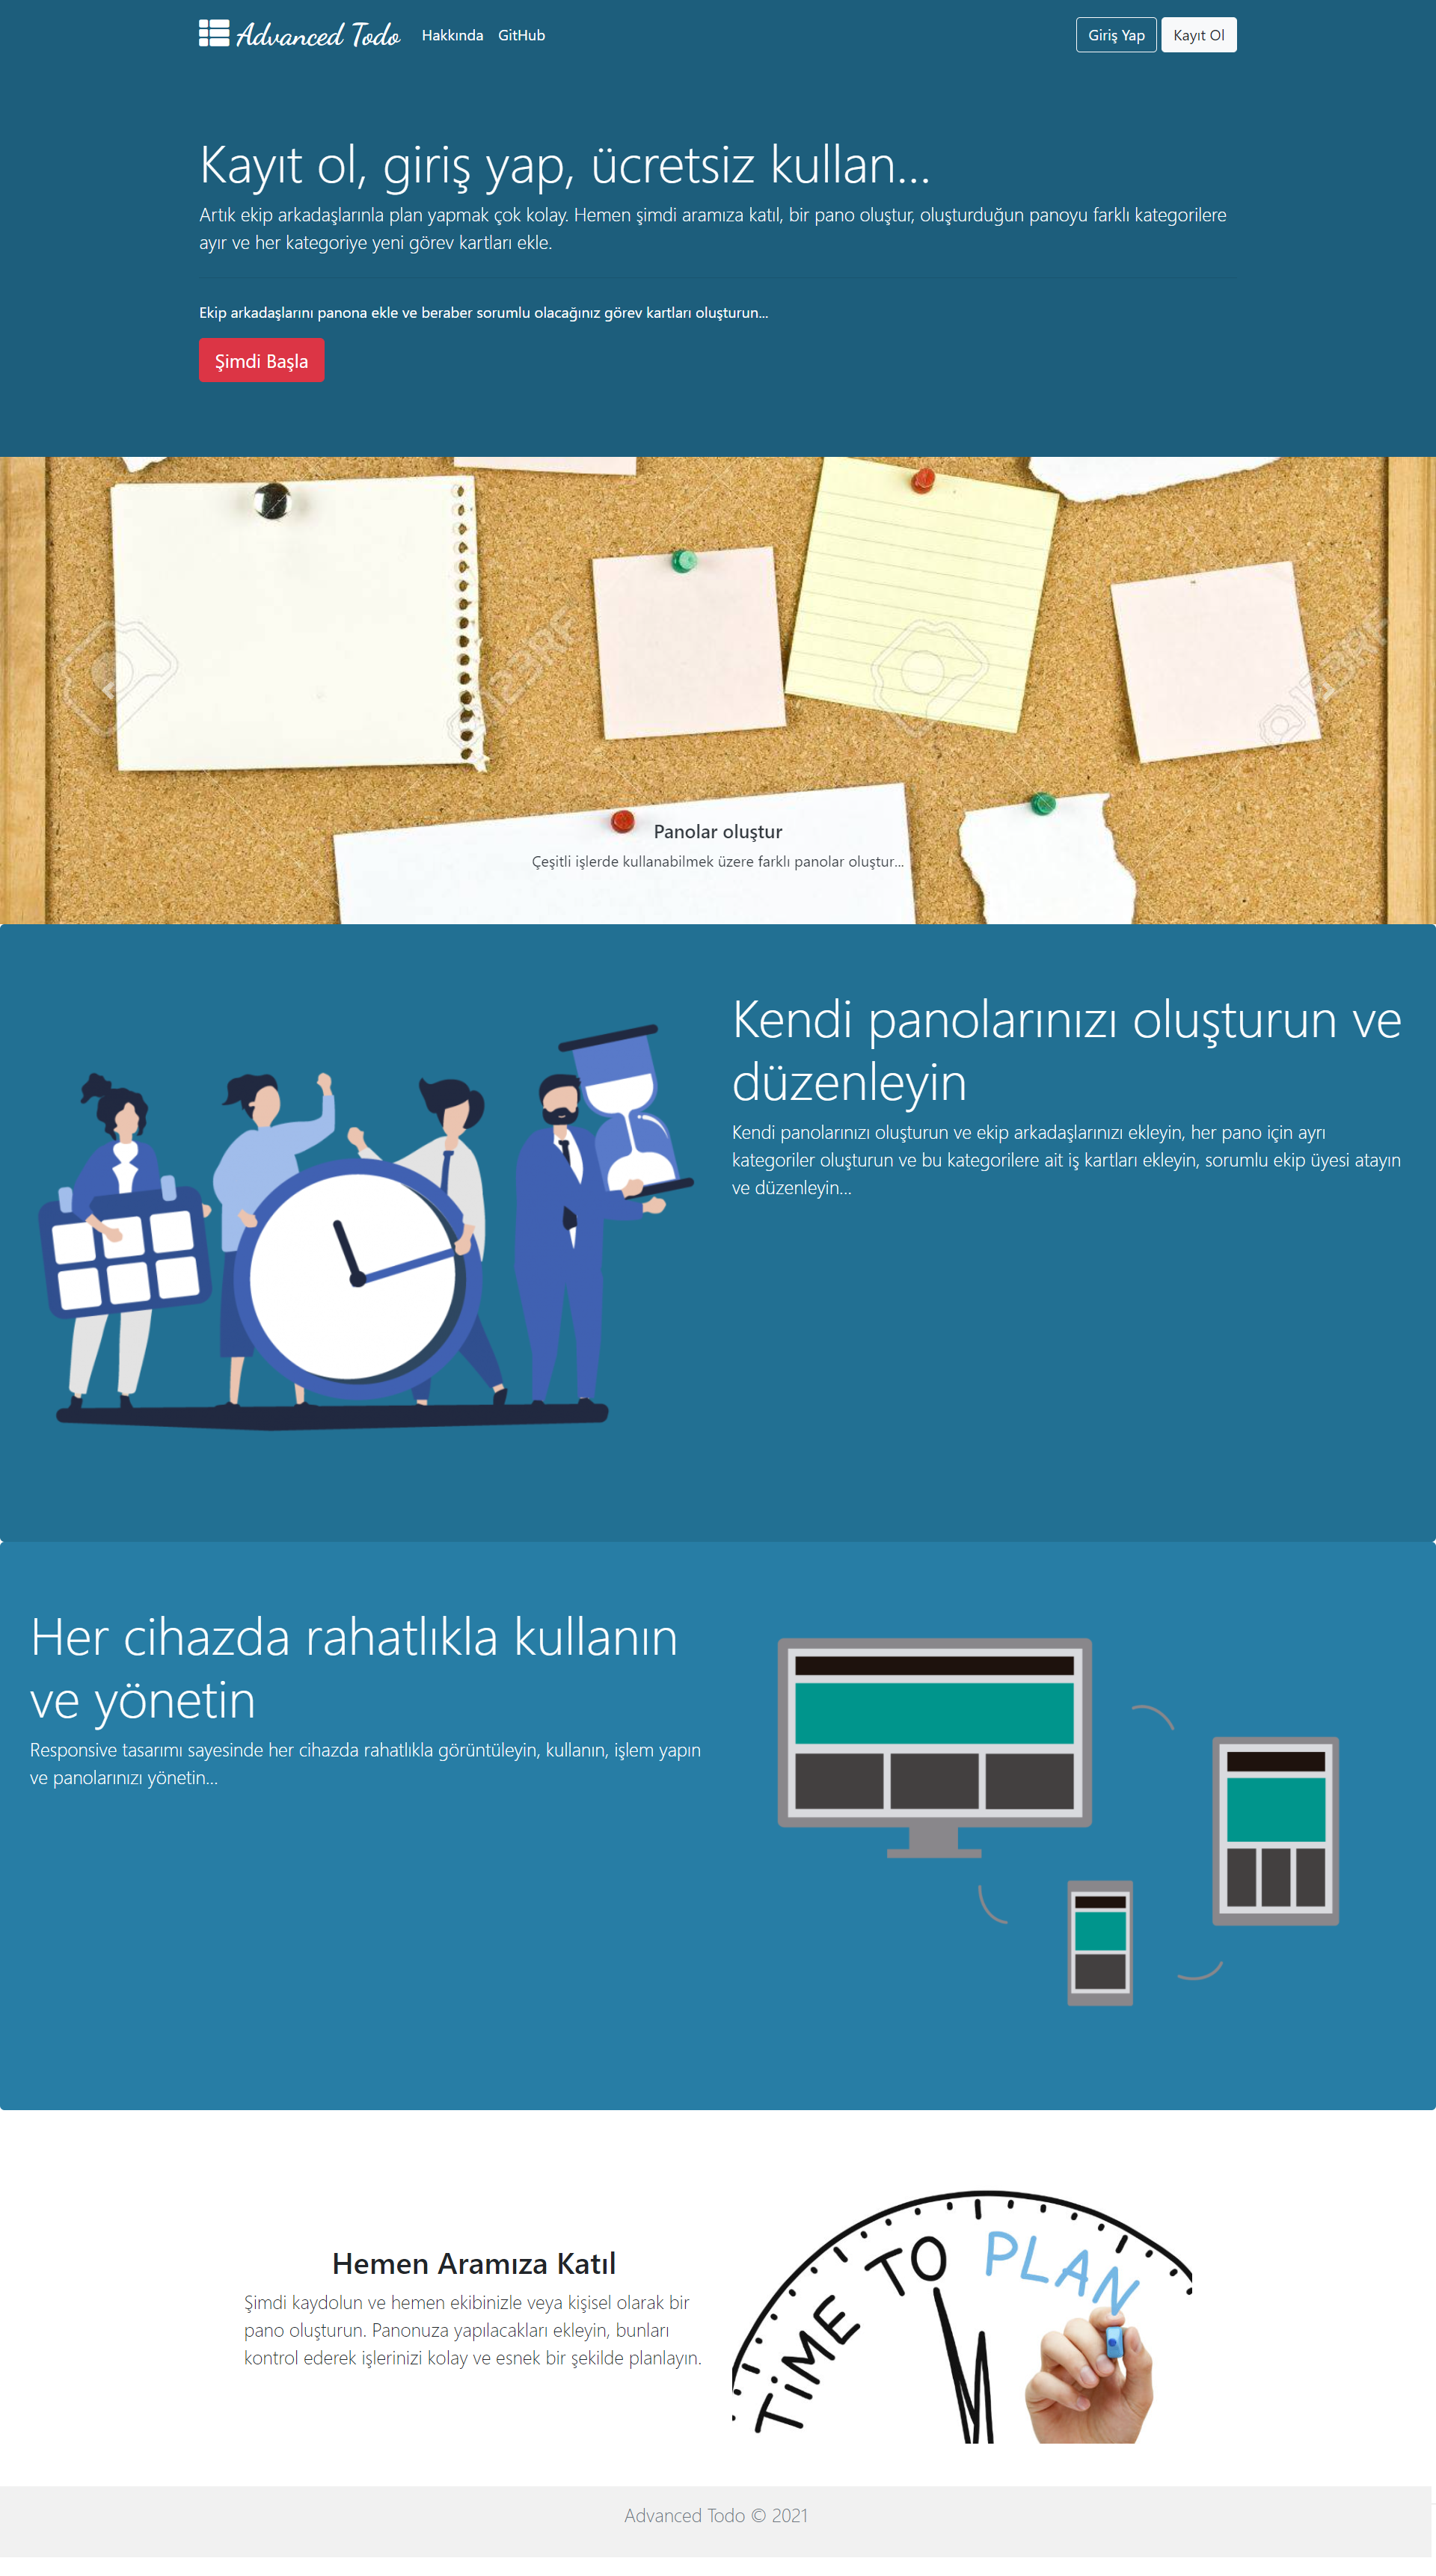 Advanced Todo Hakkında GitHub Giriş Yap Kayıt Ol
Kayıt ol, giriş yap, ücretsiz kullan...
Artık ekip arkadaşlarınla plan yapmak çok kolay. Hemen şimdi aramıza katıl, bir pano oluştur, oluşturduğun panoyu farklı kategorilere
ayır ve her kategoriye yeni görev kartları ekle.
Ekip arkadaşlarını panona ekle ve beraber sorumlu olacağınız görev kartları oluşturun...
Şimdi Başla
123RF
123RF
Panolar oluştur
Çeşitli işlerde kullanabilmek üzere farklı panolar oluştur...
Kendi panolarınızı oluşturun ve
düzenleyin
Kendi panolarınızı oluşturun ve ekip arkadaşlarınızı ekleyin, her pano için ayrı
kategoriler oluşturun ve bu kategorilere ait iş kartları ekleyin, sorumlu ekip üyesi atayın
ve düzenleyin...
Her cihazda rahatlıkla kullanın
ve yönetin
Responsive tasarımı sayesinde her cihazda rahatlıkla görüntüleyin, kullanın, işlem yapın
ve panolarınızı yönetin...
Hemen Aramıza Katıl
Şimdi kaydolun ve hemen ekibinizle veya kişisel olarak bir
pano oluşturun. Panonuza yapılacakları ekleyin, bunları
kontrol ederek işlerinizi kolay ve esnek bir şekilde planlayın.
TiME TO PLAN
Advanced Todo © 2021